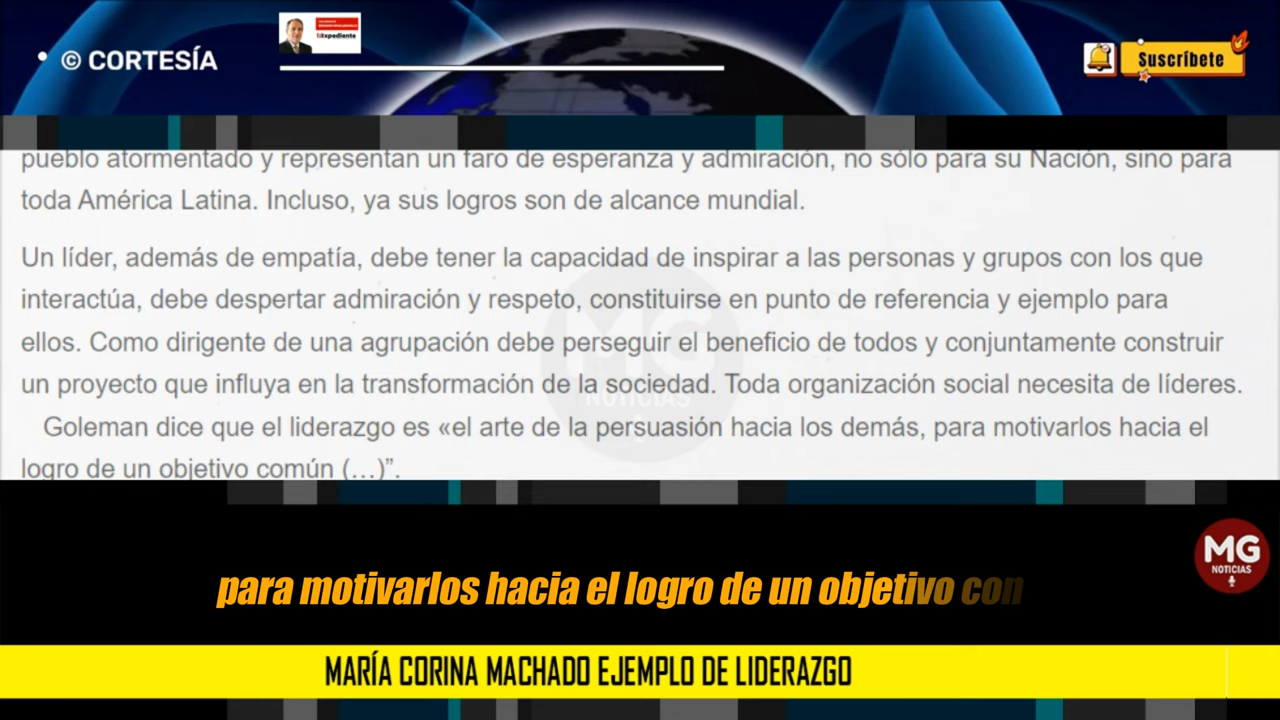 © CORTESÍA
Expediente
Suscríbete
pueblo atormentado y representan un faro de esperanza y admiración, no sólo para su Nación, sino para
toda América Latina. Incluso, ya sus logros son de alcance mundial.
Un líder, además de empatía, debe tener la capacidad de inspirar a las personas y grupos con los que
interactúa, debe despertar admiración y respeto, constituirse en punto de referencia y ejemplo para
ellos. Como dirigente de una agrupación debe perseguir el beneficio de todos y conjuntamente construir
un proyecto que influya en la transformación de la sociedad. Toda organización social necesita de líderes.
Goleman dice que el liderazgo es «el arte de la persuasión hacia los demás, para motivarlos hacia el
logro de un objetivo común (…)”.
MG
NOTICIAS
para motivarlos hacia el logro de un objetivo con
MG
NOTICIAS
MARÍA CORINA MACHADO EJEMPLO DE LIDERAZGO